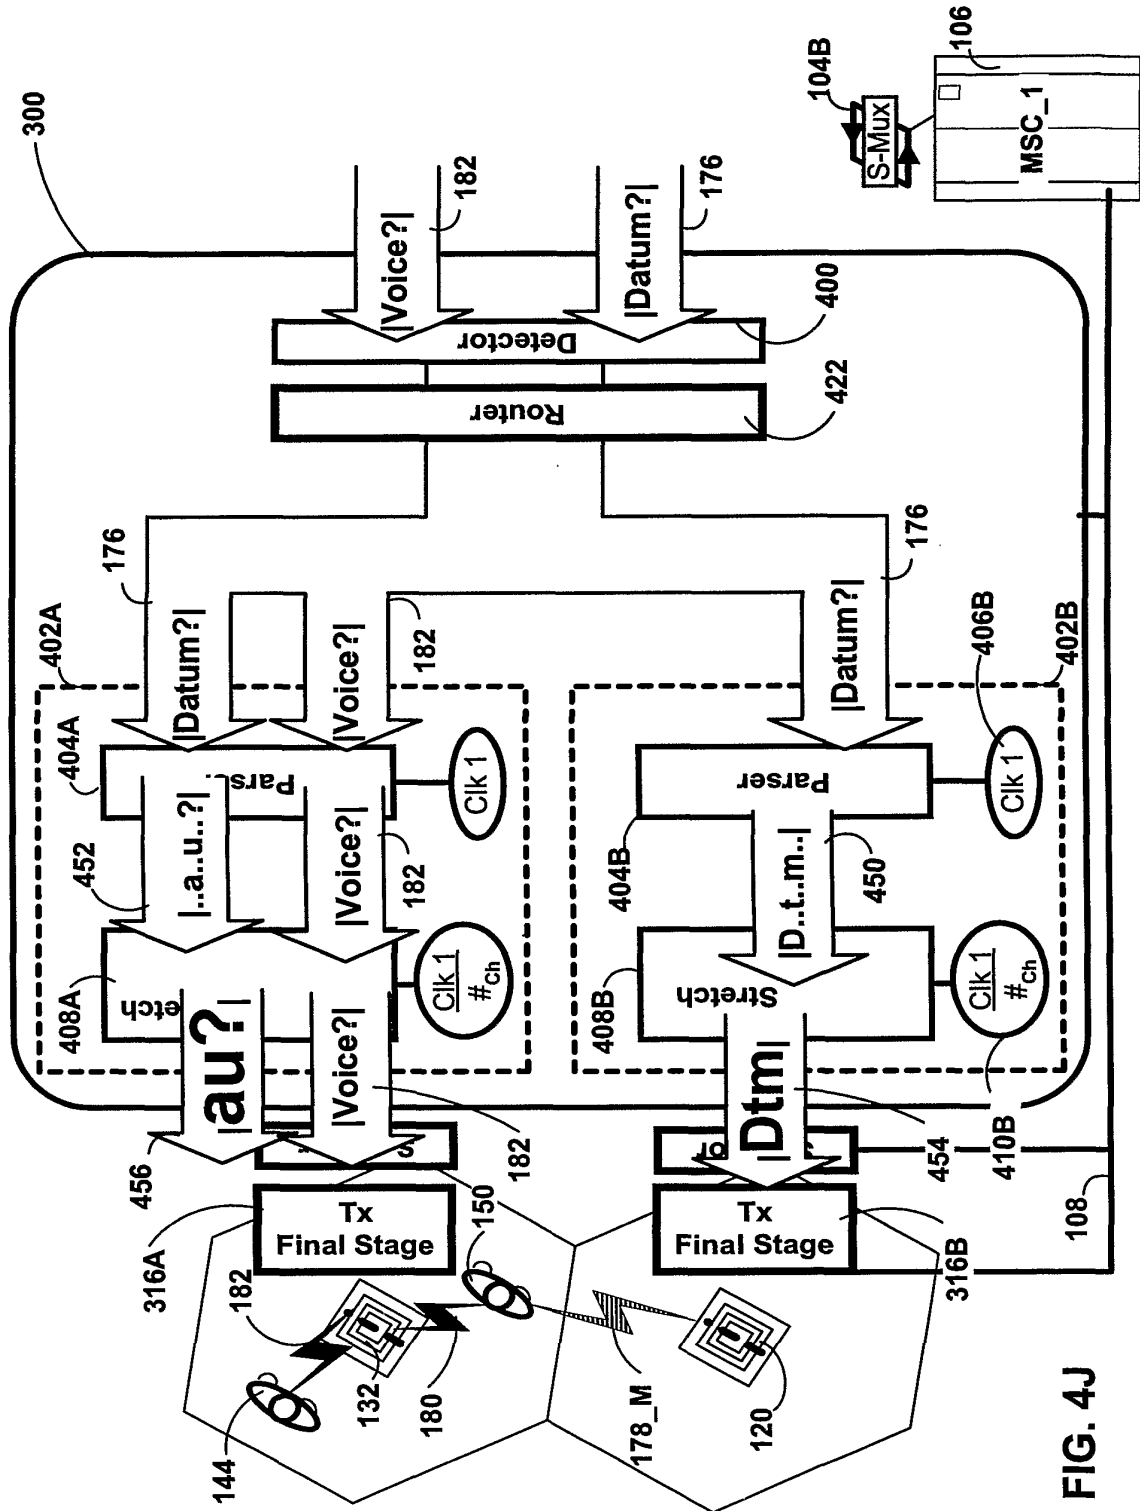 300
|Voice?|
182
|Datum?|
176
104B
S-Mux
106
MSC_1
Detector
400
Router
422
176
402A
|Datum?|
182
|Voice?|
176
|Datum?|
406B
402B
404A
Clk 1
Parser
Clk 1
404B
452
|..a..u..?|
|Voice?|
182
|D..t..m..|
450
408A
etch
Clk 1
#Ch
408B
Stretch
Clk 1
#Ch
410B
|au?|
|Voice?|
182
|Dtm|
454
456
s
or
316A
Tx
Final Stage
150
Tx
Final Stage
316B
108
182
132
180
144
178_M
120
FIG. 4J